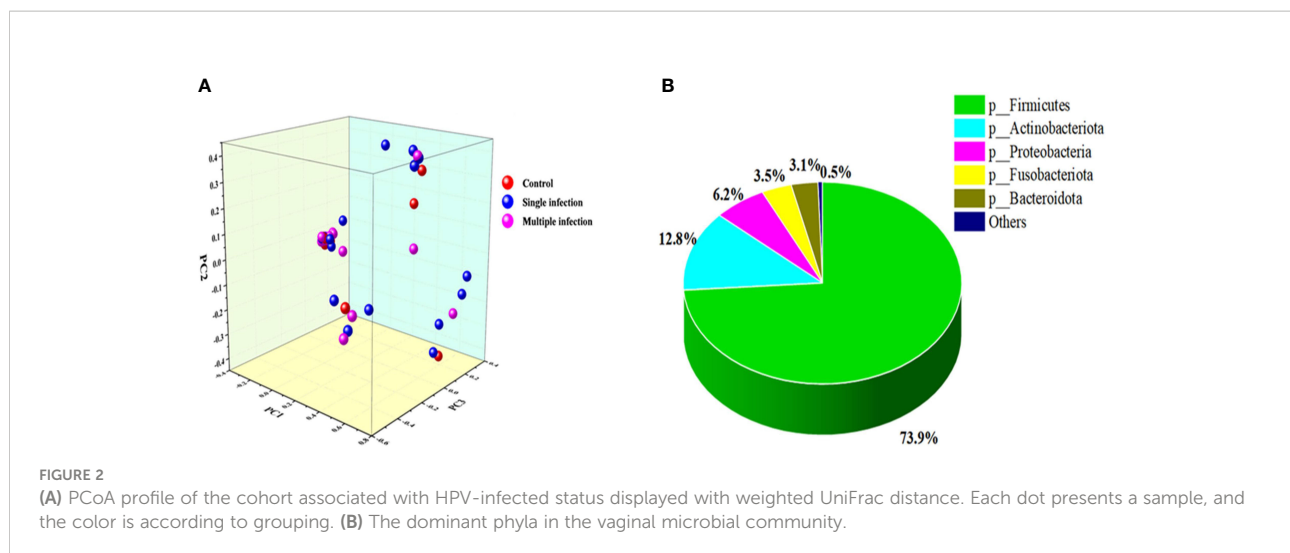 A
B
p__Firmicutes
p__Actinobacteriota
p__Proteobacteria
p__Fusobacteriota
p__Bacteroidota
Others
Control
Single infection
Multiple infection
0.4
0.3
0.2
0.1
0.0
-0.1
-0.2
-0.3
-0.4
PC2
PC1
PC3
0.5%
3.1%
3.5%
6.2%
12.8%
73.9%
FIGURE 2
(A) PCoA profile of the cohort associated with HPV-infected status displayed with weighted UniFrac distance. Each dot presents a sample, and
the color is according to grouping. (B) The dominant phyla in the vaginal microbial community.